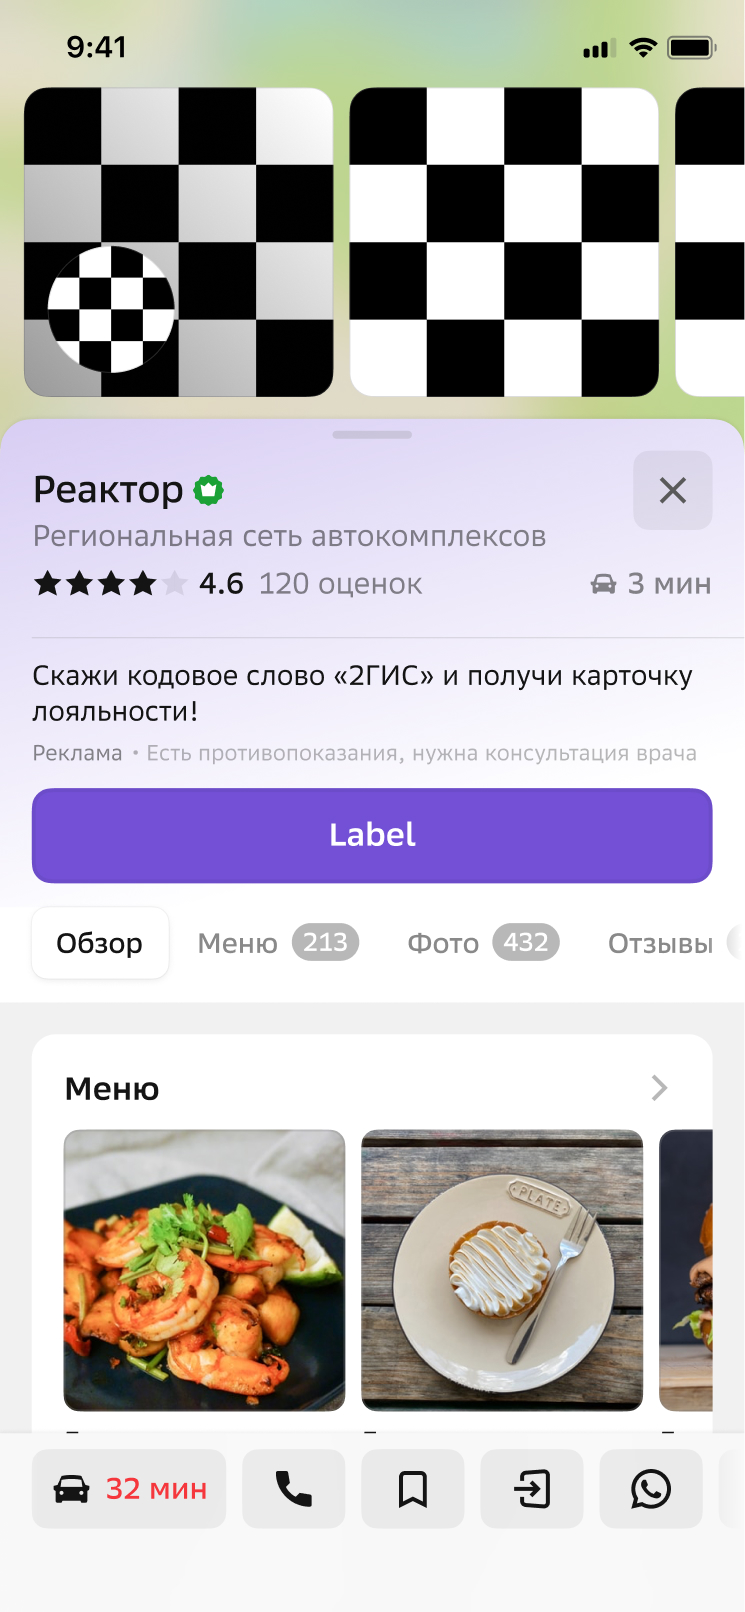 9:41
Реактор
Региональная сеть автокомплексов
4.6 120 оценок
3 мин
Скажи кодовое слово «2ГИС» и получи карточку
лояльности!
Реклама • Есть противопоказания, нужна консультация врача
Label
Обзор Меню 213 Фото 432 Отзывы
Меню
PLATE
32 мин